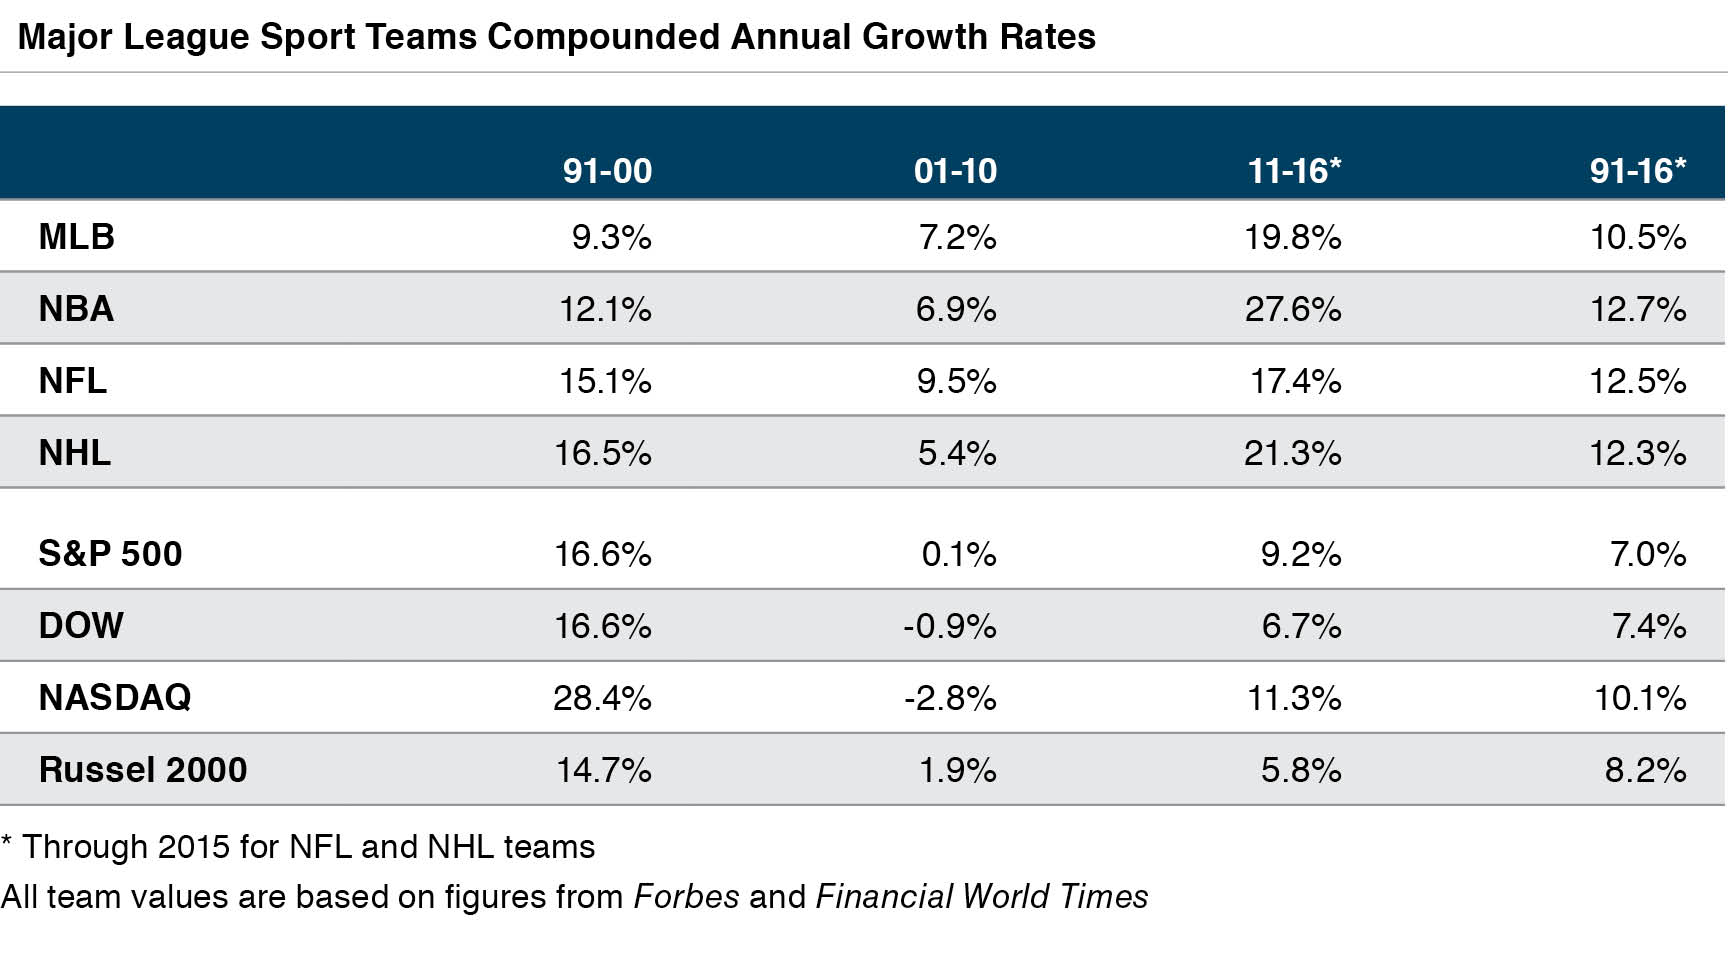 Major League Sport Teams Compounded Annual Growth Rates
91-00 01-10 11-16* 91-16*
MLB 9.3% 7.2% 19.8% 10.5%
NBA 12.1% 6.9% 27.6% 12.7%
NFL 15.1% 9.5% 17.4% 12.5%
NHL 16.5% 5.4% 21.3% 12.3%
S&P 500 16.6% 0.1% 9.2% 7.0%
DOW 16.6% -0.9% 6.7% 7.4%
NASDAQ 28.4% -2.8% 11.3% 10.1%
Russel 2000 14.7% 1.9% 5.8% 8.2%
* Through 2015 for NFL and NHL teams
All team values are based on figures from Forbes and Financial World Times